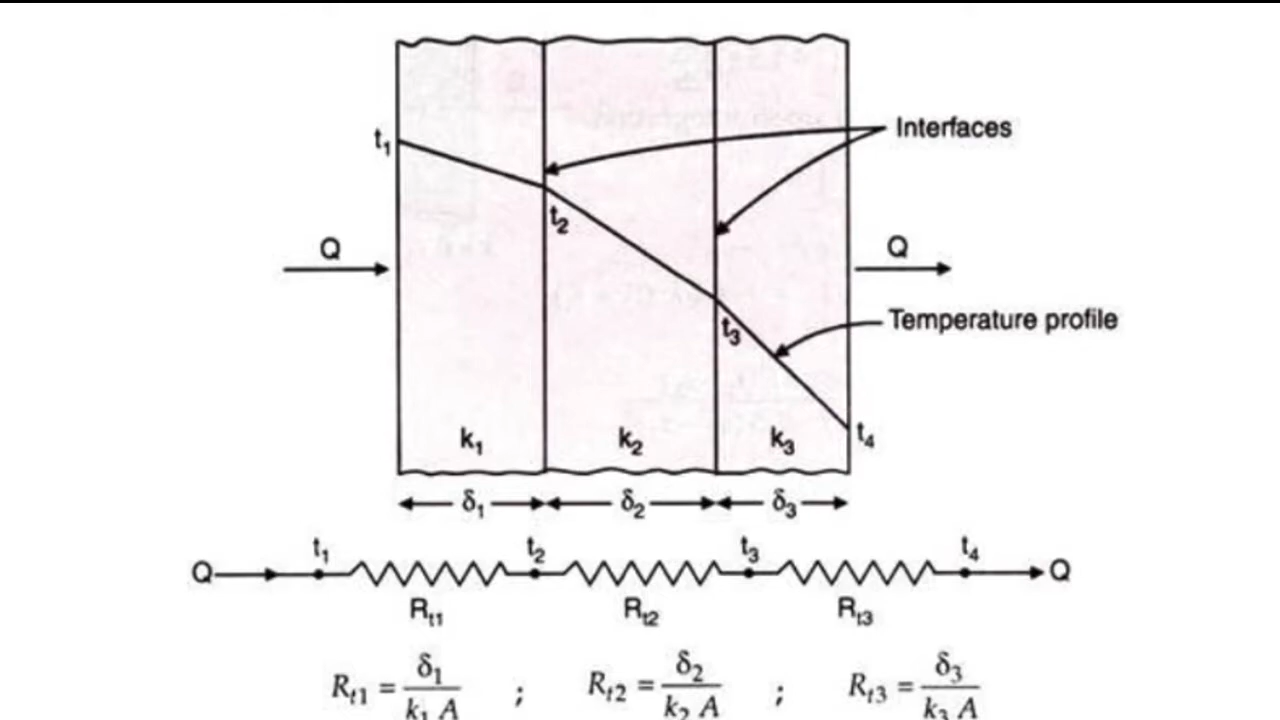 Interfaces
t₁
t₂
Q
Q
Temperature profile
t₃
k₁ k₂ k₃ t₄
δ₁ δ₂ δ₃
t₁ t₂ t₃ t₄
Q Q
Rₜ₁ Rₜ₂ Rₜ₃
Rₜ₁ = δ₁ / k₁ A ; Rₜ₂ = δ₂ / k₂ A ; Rₜ₃ = δ₃ / k₃ A